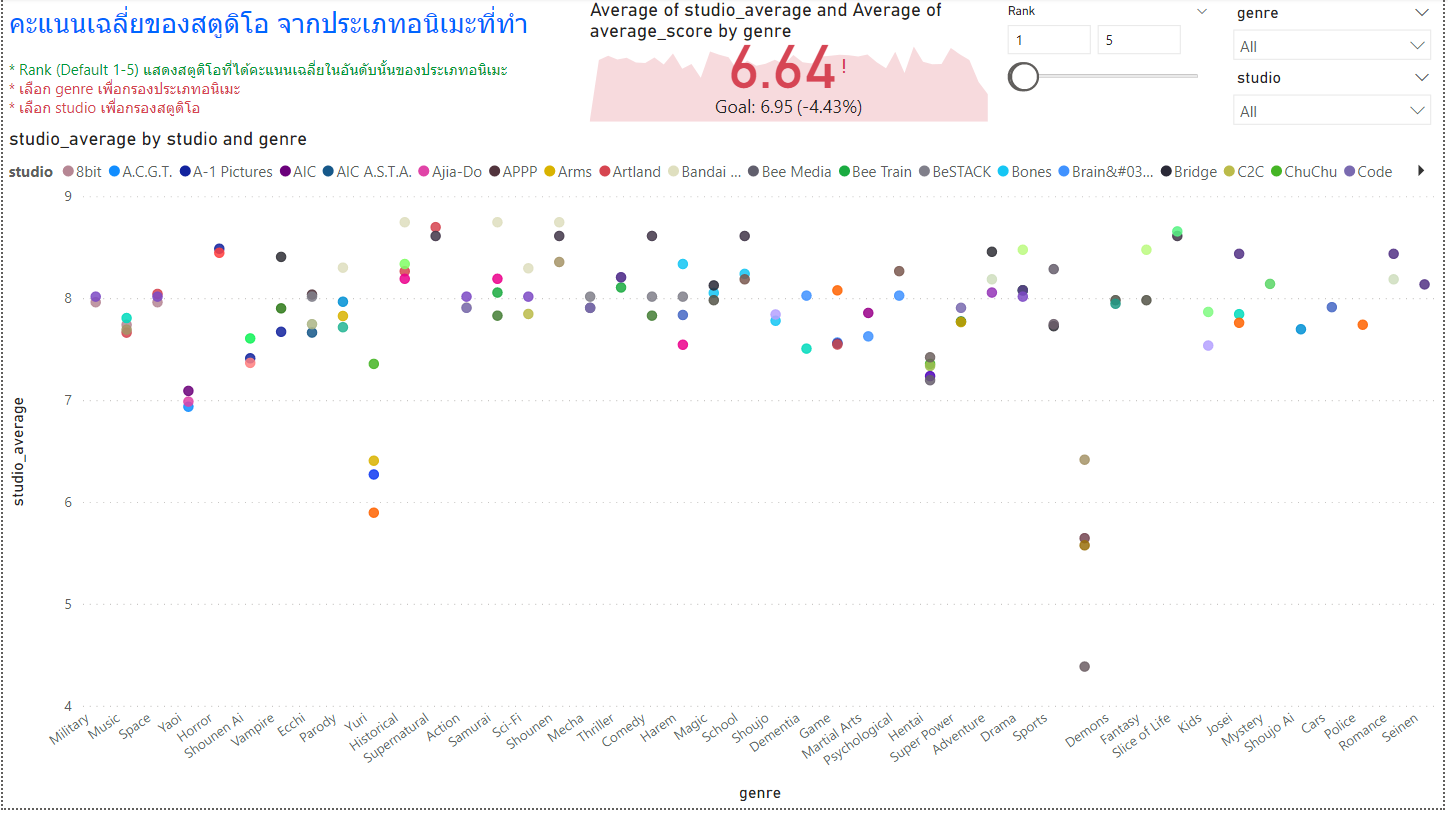 คะแนนเฉลี่ยของสตูดิโอ จากประเภทอนิเมะที่ทำ
* Rank (Default 1-5) แสดงสตูดิโอที่ได้คะแนนเฉลี่ยในอันดับนั้นของประเภทอนิเมะ
* เลือก genre เพื่อกรองประเภทอนิเมะ
* เลือก studio เพื่อกรองสตูดิโอ
Average of studio_average and Average of
average_score by genre
6.64!
Goal: 6.95 (-4.43%)
Rank
1 5
genre
All
studio
All
studio_average by studio and genre
studio 8bit A.C.G.T. A-1 Pictures AIC AIC A.S.T.A. Ajia-Do APPP Arms Artland Bandai ... Bee Media Bee Train BeSTACK Bones Brain&#03... Bridge C2C ChuChu Code
studio_average
9
8
7
6
5
4
Military Music Space Yaoi Horror Shounen Ai Vampire Ecchi Parody Yuri Historical Supernatural Action Samurai Sci-Fi Shounen Mecha Thriller Comedy Harem Magic School Shoujo Dementia Game Martial Arts Psychological Hentai Super Power Adventure Drama Sports Demons Fantasy Slice of Life Kids Josei Mystery Shoujo Ai Cars Police Romance Seinen
genre